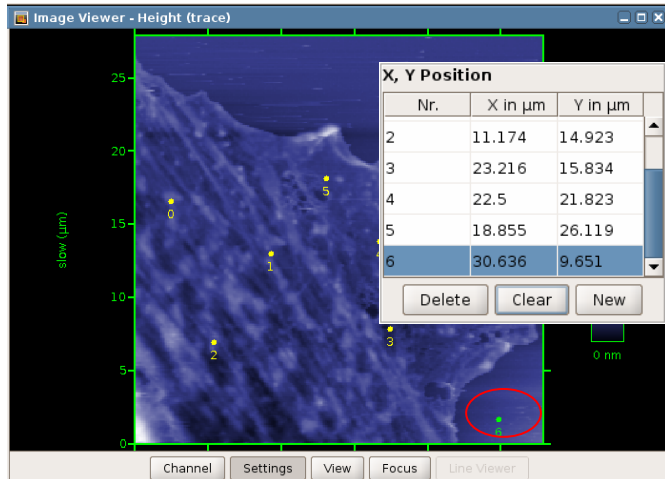 Image Viewer - Height (trace)
25
20
15
10
5
0
slow (µm)
0
1
2
3
5
6
X, Y Position
Nr. X in µm Y in µm
2 11.174 14.923
3 23.216 15.834
4 22.5 21.823
5 18.855 26.119
6 30.636 9.651
Delete Clear New
0 nm
Channel Settings View Focus Line Viewer